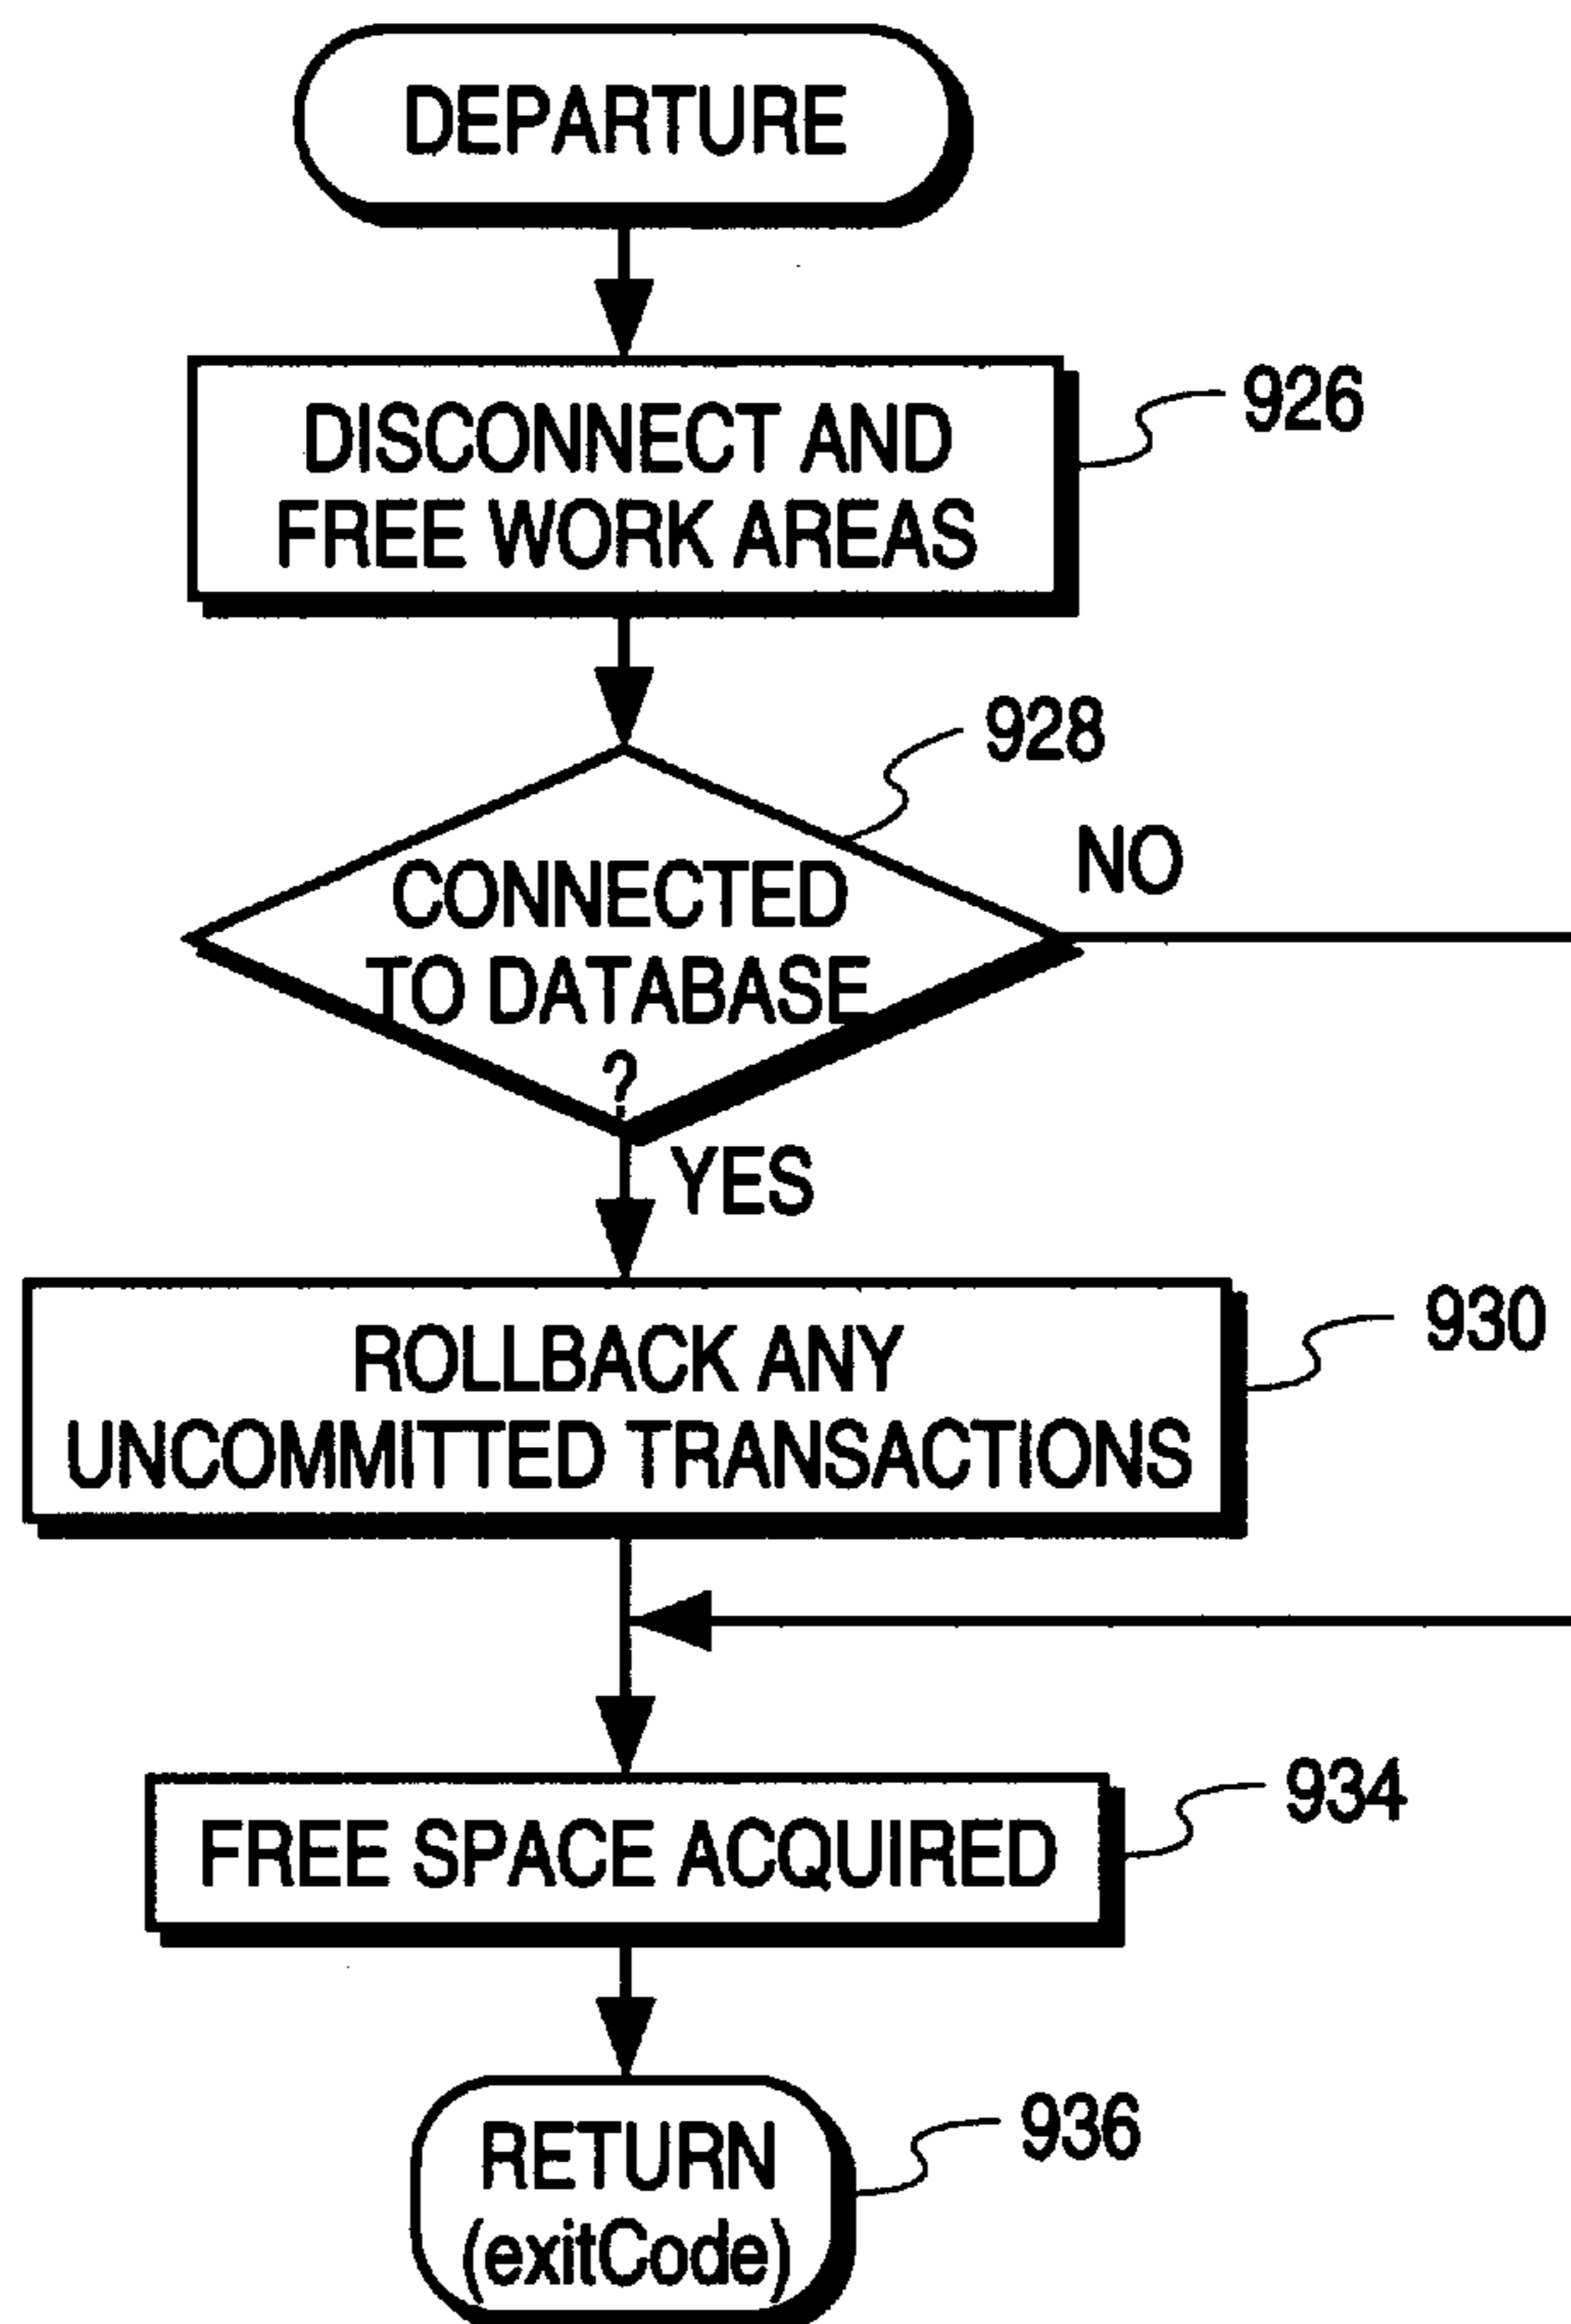 DEPARTURE
DISCONNECT AND
FREE WORK AREAS
926
928
CONNECTED
TO DATABASE
?
NO
YES
ROLLBACK ANY
UNCOMMITTED TRANSACTIONS
930
FREE SPACE ACQUIRED
934
RETURN
(exitCode)
936